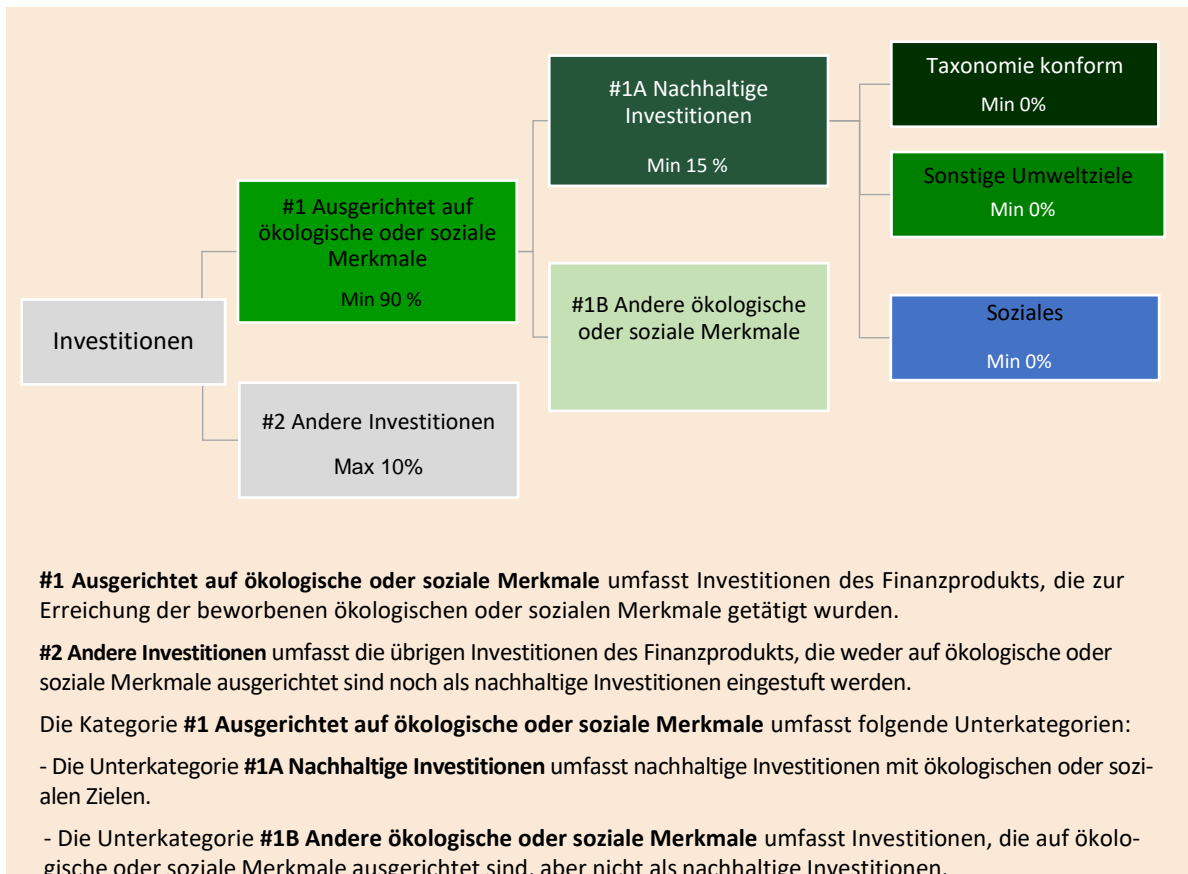 Taxonomie konform
Min 0%
#1A Nachhaltige
Investitionen
Min 15 %
Sonstige Umweltziele
Min 0%
#1 Ausgerichtet auf
ökologische oder soziale
Merkmale
Min 90 %
#1B Andere ökologische
oder soziale Merkmale
Soziales
Min 0%
Investitionen
#2 Andere Investitionen
Max 10%
#1 Ausgerichtet auf ökologische oder soziale Merkmale umfasst Investitionen des Finanzprodukts, die zur
Erreichung der beworbenen ökologischen oder sozialen Merkmale getätigt wurden.
#2 Andere Investitionen umfasst die übrigen Investitionen des Finanzprodukts, die weder auf ökologische oder
soziale Merkmale ausgerichtet sind noch als nachhaltige Investitionen eingestuft werden.
Die Kategorie #1 Ausgerichtet auf ökologische oder soziale Merkmale umfasst folgende Unterkategorien:
- Die Unterkategorie #1A Nachhaltige Investitionen umfasst nachhaltige Investitionen mit ökologischen oder sozi-
alen Zielen.
- Die Unterkategorie #1B Andere ökologische oder soziale Merkmale umfasst Investitionen, die auf ökolo-
gische oder soziale Merkmale ausgerichtet sind, aber nicht als nachhaltige Investitionen.